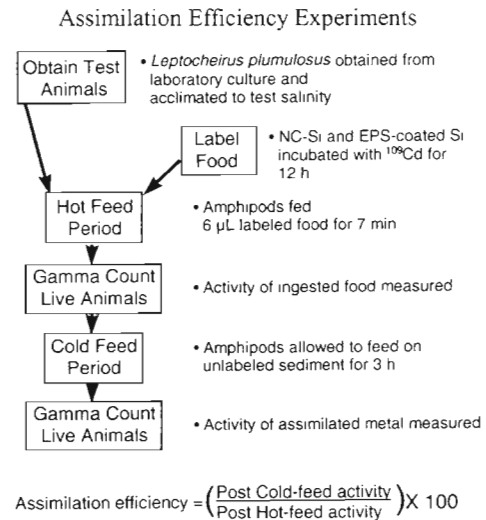 Assimilation Efficiency Experiments
Obtain Test
Animals
• Leptocheirus plumulosus obtained from
laboratory culture and
acclimated to test salinity
Label
Food
• NC-Si and EPS-coated Si
incubated with ¹⁰⁹Cd for
12 h
Hot Feed
Period
• Amphipods fed
6 µL labeled food for 7 min
Gamma Count
Live Animals
• Activity of ingested food measured
Cold Feed
Period
• Amphipods allowed to feed on
unlabeled sediment for 3 h
Gamma Count
Live Animals
• Activity of assimilated metal measured
Assimilation efficiency = (Post Cold-feed activity / Post Hot-feed activity) X 100